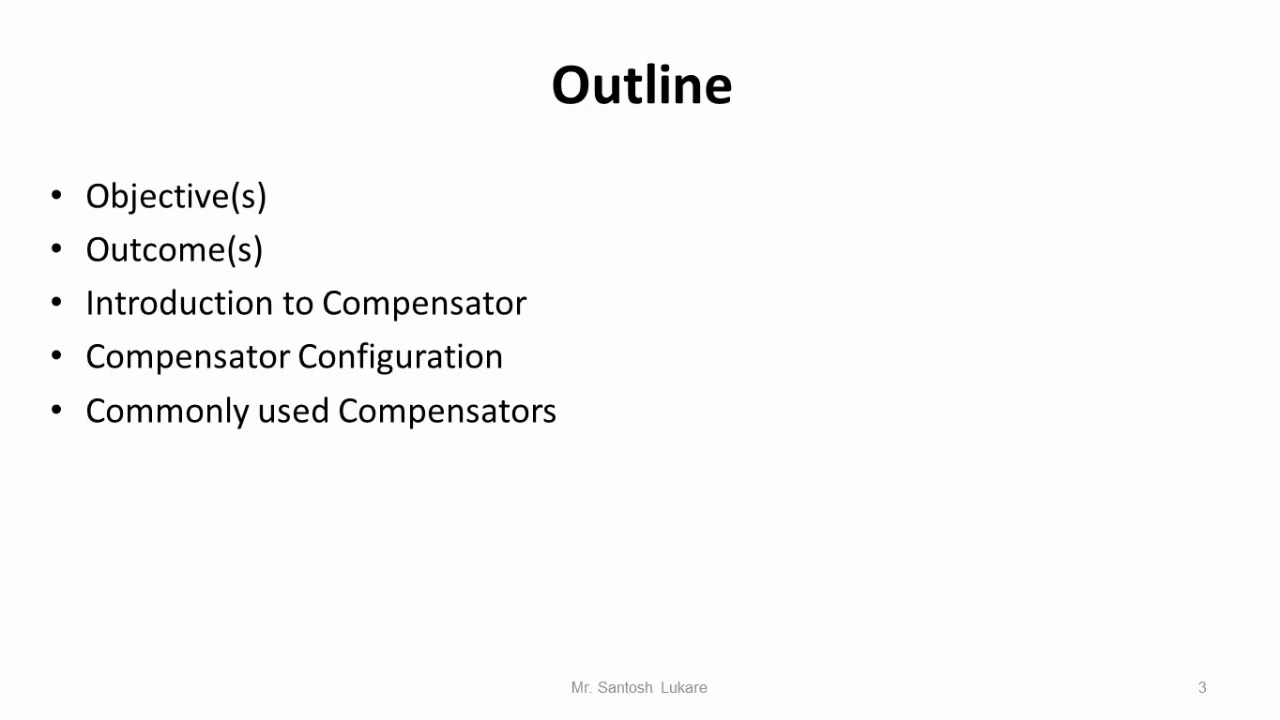 Outline
• Objective(s)
• Outcome(s)
• Introduction to Compensator
• Compensator Configuration
• Commonly used Compensators
Mr. Santosh Lukare
3